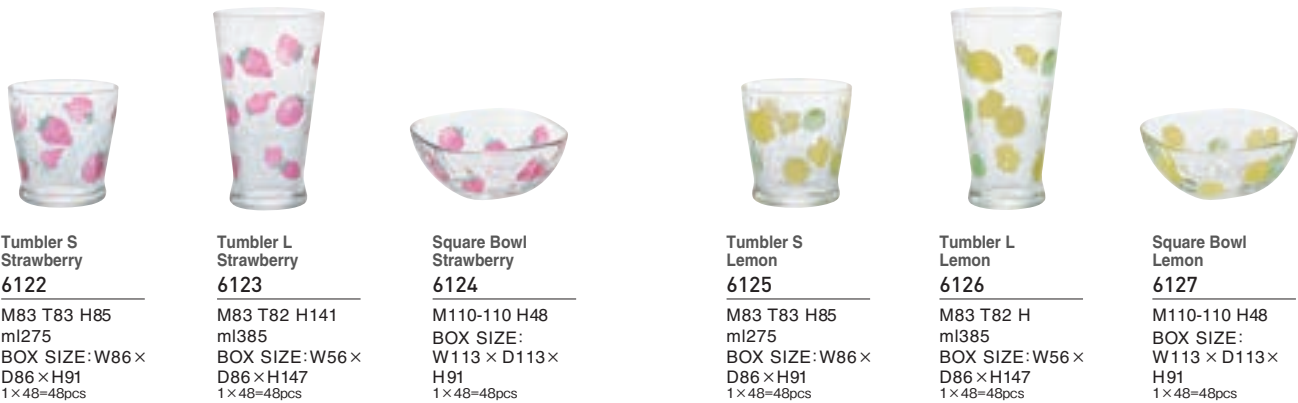 Tumbler S
Strawberry
6122
M83 T83 H85
ml275
BOX SIZE:W86×
D86×H91
1×48=48pcs
Tumbler L
Strawberry
6123
M83 T82 H141
ml385
BOX SIZE:W56×
D86×H147
1×48=48pcs
Square Bowl
Strawberry
6124
M110-110 H48
BOX SIZE:
W113×D113×
H91
1×48=48pcs
Tumbler S
Lemon
6125
M83 T83 H85
ml275
BOX SIZE:W86×
D86×H91
1×48=48pcs
Tumbler L
Lemon
6126
M83 T82 H
ml385
BOX SIZE:W56×
D86×H147
1×48=48pcs
Square Bowl
Lemon
6127
M110-110 H48
BOX SIZE:
W113×D113×
H91
1×48=48pcs